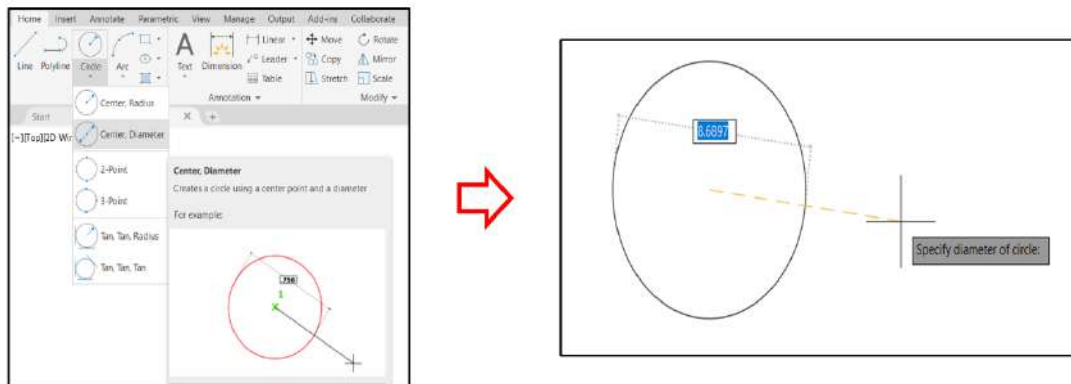 Home Insert Annotate Parametric View Manage Output Add-ins Collaborate
Line Polyline Circle Arc Text Dimension
Linear Move Rotate
Leader Copy Mirror
Table Stretch Scale
Annotation Modify
Start
[-][Top][2D Wir
Center, Radius
Center, Diameter
2-Point
3-Point
Tan, Tan, Radius
Tan, Tan, Tan
Center, Diameter
Creates a circle using a center point and a diameter
For example:
.750
1
8.6897
Specify diameter of circle: